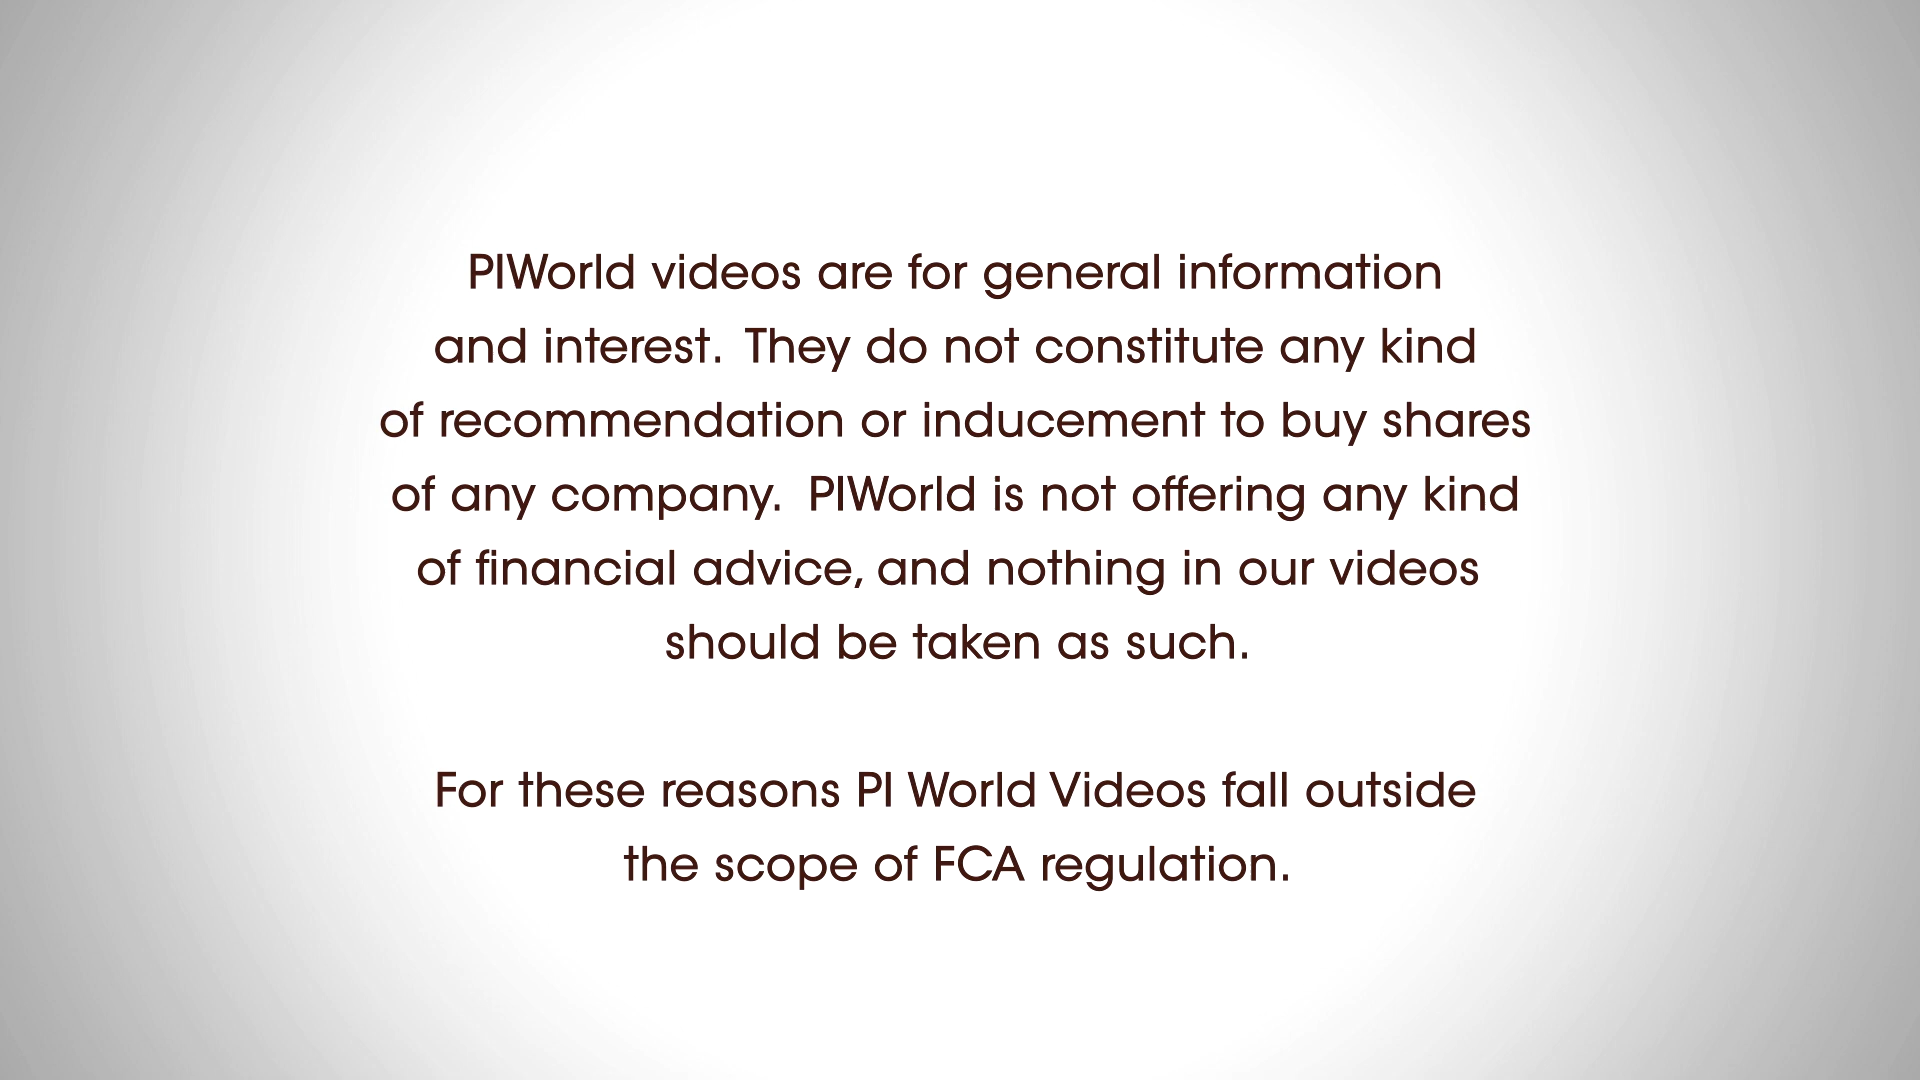 PIWorld videos are for general information
and interest.  They do not constitute any kind
of recommendation or inducement to buy shares
of any company.  PIWorld is not offering any kind
of financial advice, and nothing in our videos
should be taken as such.
For these reasons PI World Videos fall outside
the scope of FCA regulation.